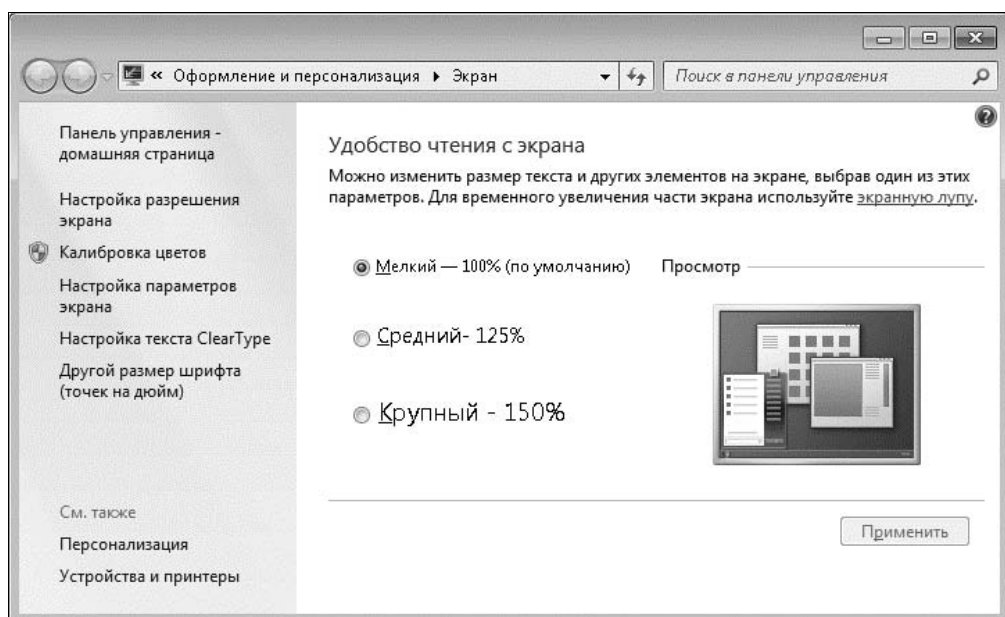 « Оформление и персонализация ▸ Экран
Поиск в панели управления
Панель управления -
домашняя страница
Настройка разрешения
экрана
Калибровка цветов
Настройка параметров
экрана
Настройка текста ClearType
Другой размер шрифта
(точек на дюйм)
См. также
Персонализация
Устройства и принтеры
Удобство чтения с экрана
Можно изменить размер текста и других элементов на экране, выбрав один из этих
параметров. Для временного увеличения части экрана используйте экранную лупу.
Мелкий — 100% (по умолчанию)
Просмотр
Средний- 125%
Крупный - 150%
Применить